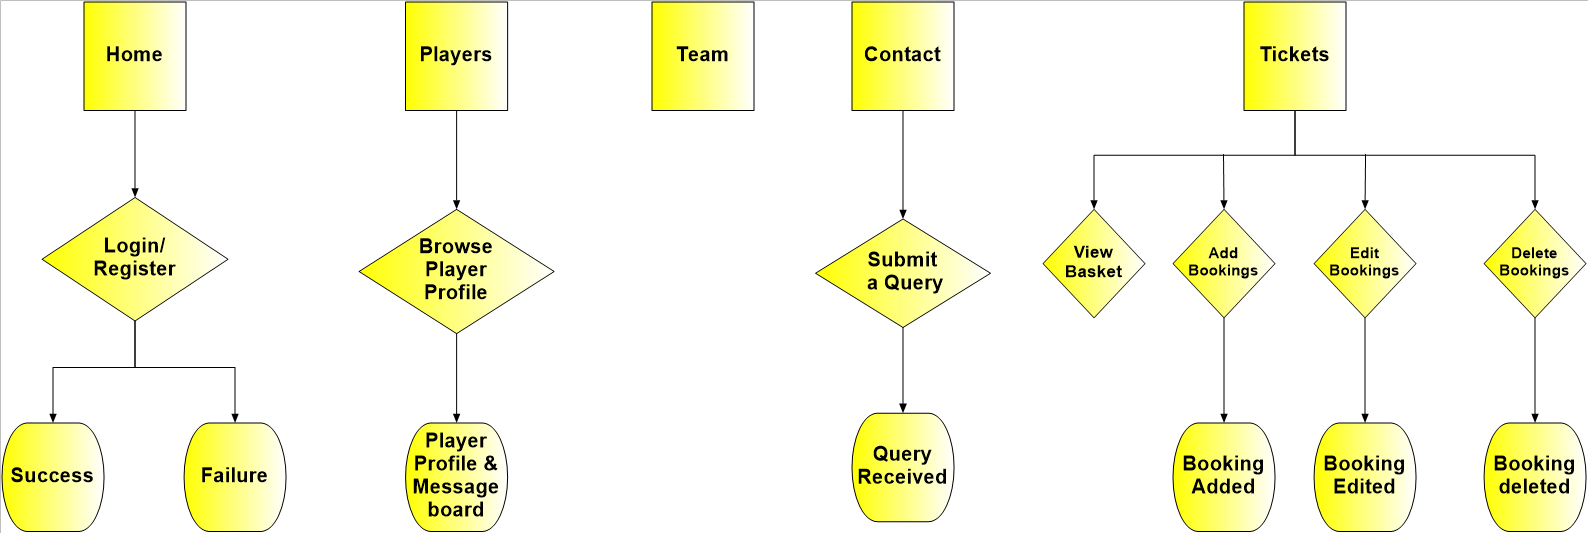 Home
Players
Team
Contact
Tickets
Login/
Register
Browse
Player
Profile
Submit
a Query
View
Basket
Add
Bookings
Edit
Bookings
Delete
Bookings
Success
Failure
Player
Profile &
Message
board
Query
Received
Booking
Added
Booking
Edited
Booking
deleted